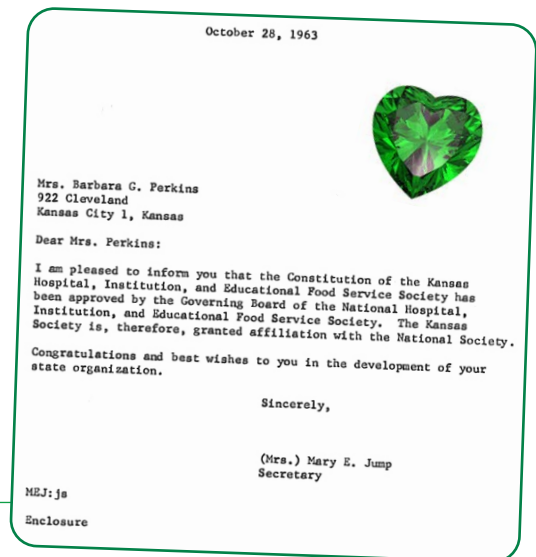 October 28, 1963
Mrs. Barbara G. Perkins
922 Cleveland
Kansas City 1, Kansas
Dear Mrs. Perkins:
I am pleased to inform you that the Constitution of the Kansas
Hospital, Institution, and Educational Food Service Society has
been approved by the Governing Board of the National Hospital,
Institution, and Educational Food Service Society. The Kansas
Society is, therefore, granted affiliation with the National Society.
Congratulations and best wishes to you in the development of your
state organization.
Sincerely,
(Mrs.) Mary E. Jump
Secretary
MEJ:js
Enclosure